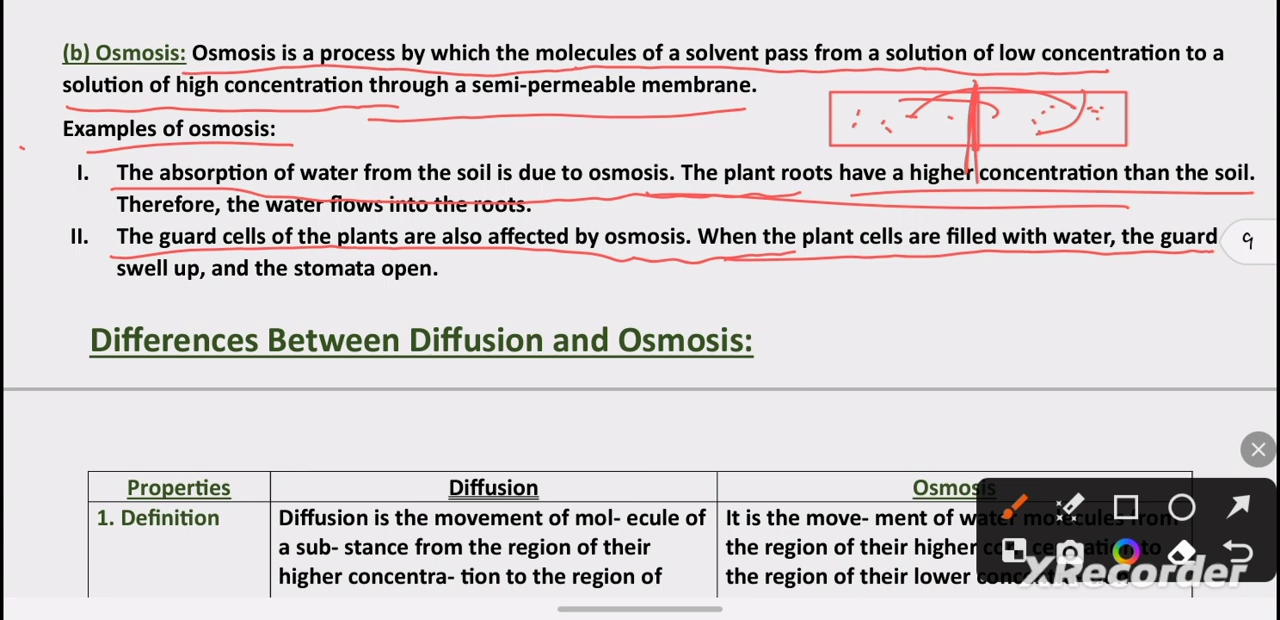 (b) Osmosis: Osmosis is a process by which the molecules of a solvent pass from a solution of low concentration to a
solution of high concentration through a semi-permeable membrane.
Examples of osmosis:
I. The absorption of water from the soil is due to osmosis. The plant roots have a higher concentration than the soil.
Therefore, the water flows into the roots.
II. The guard cells of the plants are also affected by osmosis. When the plant cells are filled with water, the guard
9
swell up, and the stomata open.
Differences Between Diffusion and Osmosis:
Properties Diffusion Osmosis
1. Definition Diffusion is the movement of mol- ecule of It is the move- ment of water molecules from
a sub- stance from the region of their the region of their higher concentration to
higher concentra- tion to the region of the region of their lower
XRecorder